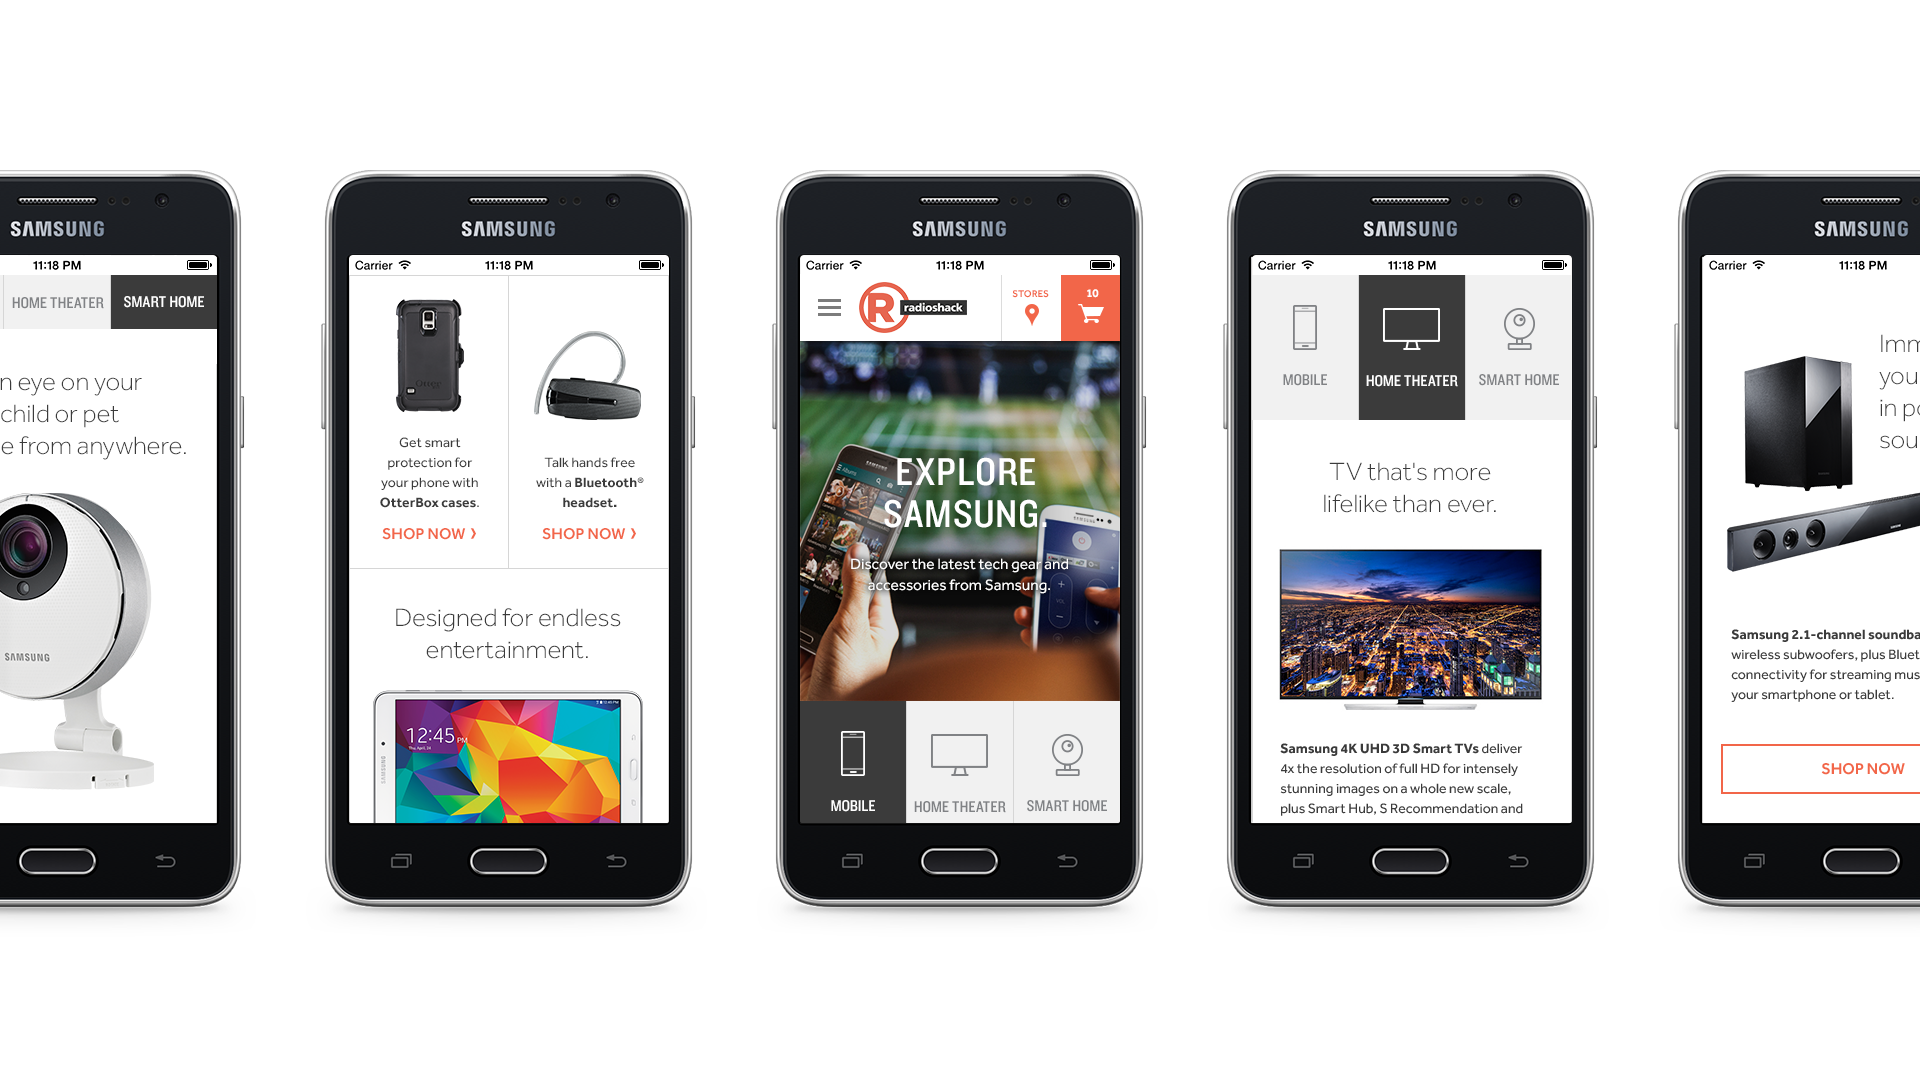 SAMSUNG
11:18 PM
HOME THEATER
SMART HOME
n eye on your
child or pet
e from anywhere.
SAMSUNG
SAMSUNG
Carrier
11:18 PM
Get smart
protection for
your phone with
OtterBox cases.
SHOP NOW ›
Talk hands free
with a Bluetooth®
headset.
SHOP NOW ›
Designed for endless
entertainment.
12:45 PM
SAMSUNG
SAMSUNG
Carrier
11:18 PM
R
radioshack
STORES
10
EXPLORE
SAMSUNG.
Discover the latest tech gear and
accessories from Samsung.
MOBILE
HOME THEATER
SMART HOME
SAMSUNG
Carrier
11:18 PM
MOBILE
HOME THEATER
SMART HOME
TV that's more
lifelike than ever.
Samsung 4K UHD 3D Smart TVs deliver
4x the resolution of full HD for intensely
stunning images on a whole new scale,
plus Smart Hub, S Recommendation and
SAMSUNG
Carrier
11:18 PM
Imm
you
in po
sou
Samsung 2.1-channel soundba
wireless subwoofers, plus Bluet
connectivity for streaming mus
your smartphone or tablet.
SHOP NOW